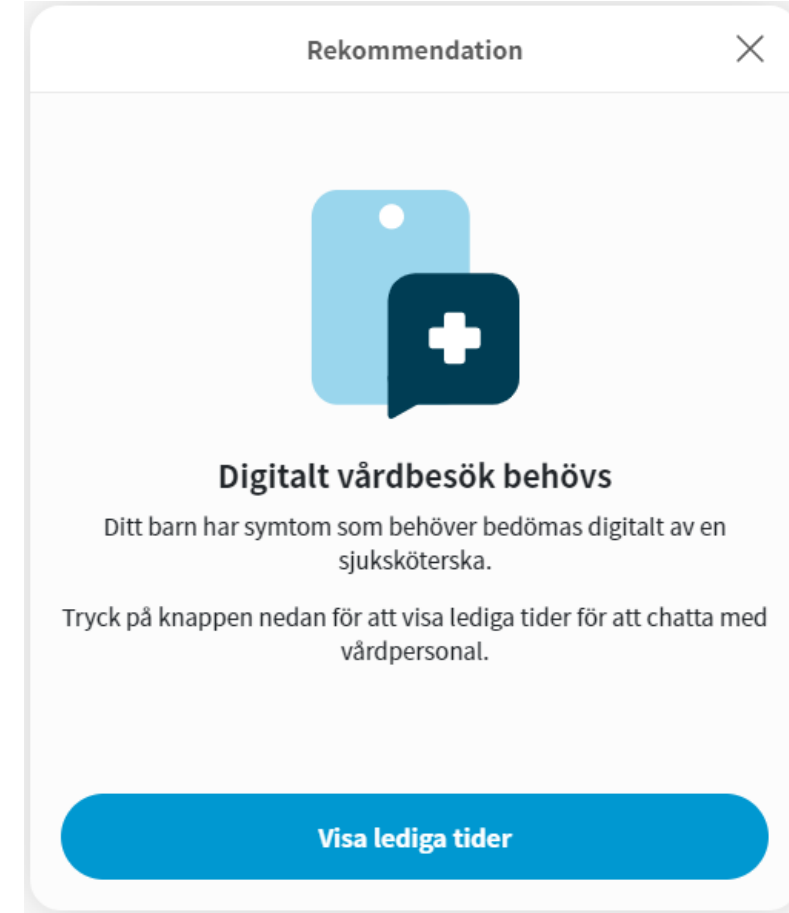 Rekommendation
Digitalt vårdbesök behövs
Ditt barn har symtom som behöver bedömas digitalt av en
sjuksköterska.
Tryck på knappen nedan för att visa lediga tider för att chatta med
vårdpersonal.
Visa lediga tider